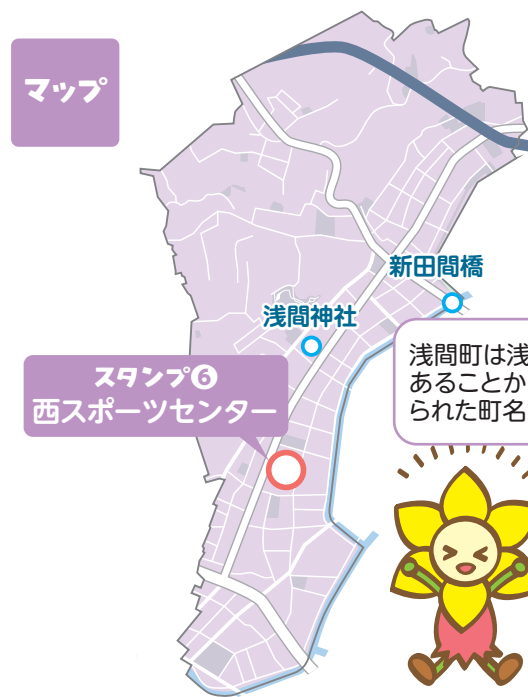 マップ
新田間橋
浅間神社
スタンプ❻
西スポーツセンター
浅間町は浅
あることか
られた町名